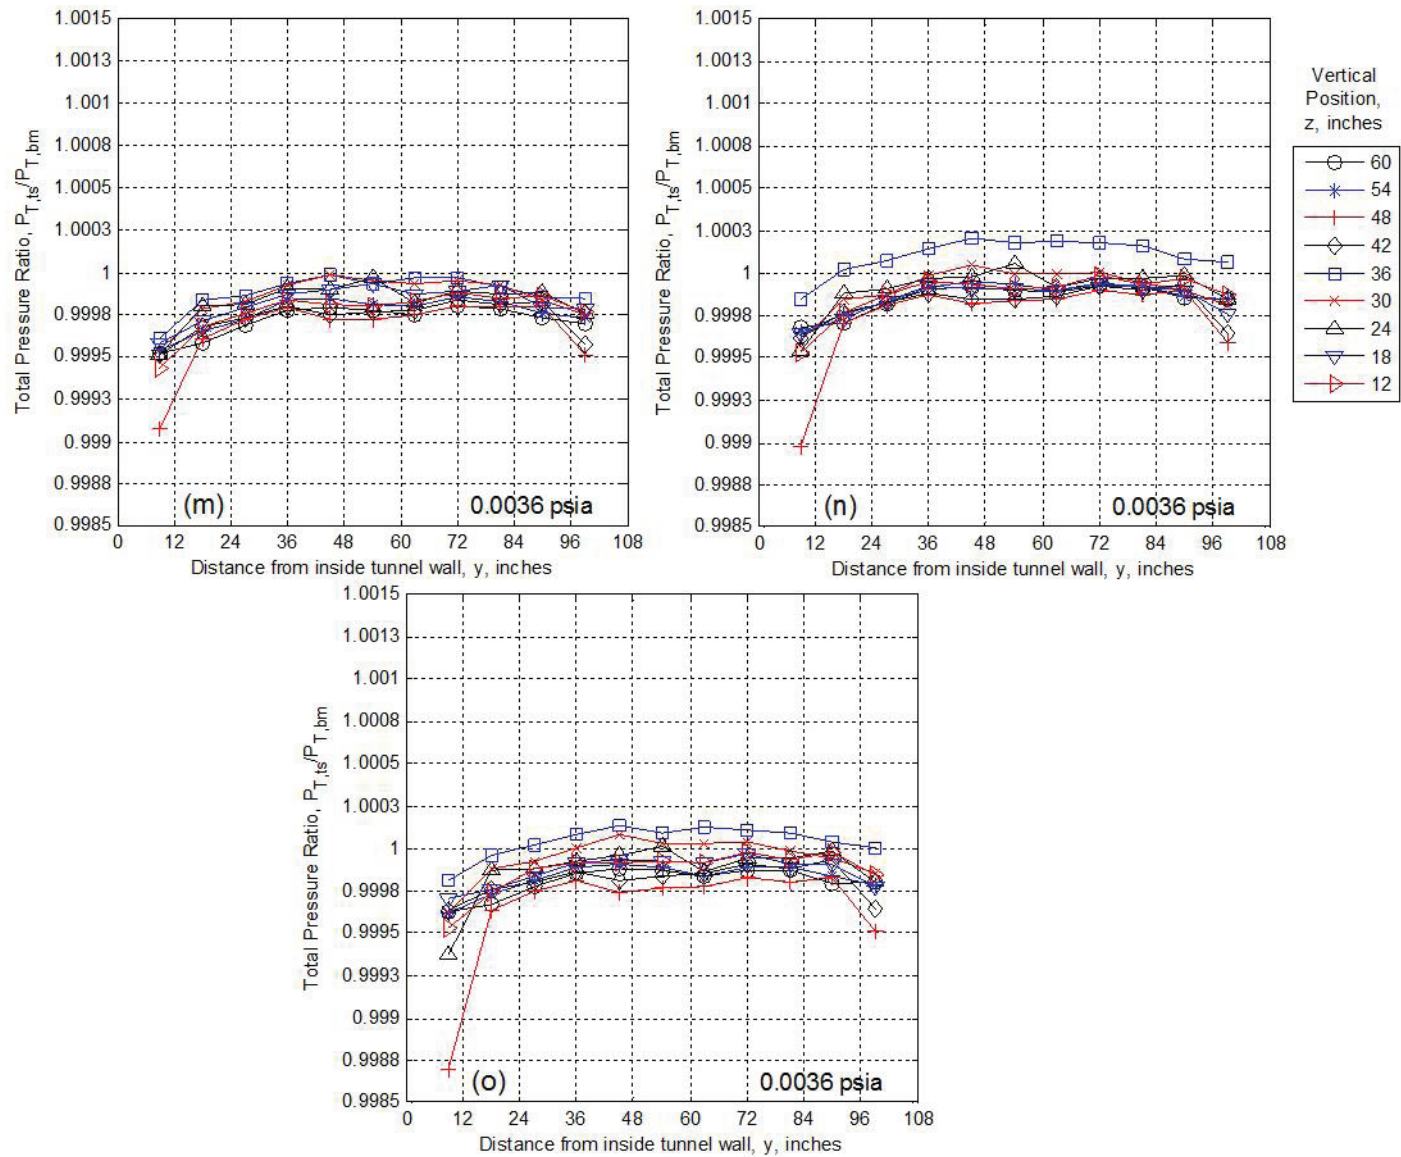 1.0015
1.0013
1.001
1.0008
1.0005
1.0003
1
0.9998
0.9995
0.9993
0.999
0.9988
0.9985
Total Pressure Ratio, P_T,ts/P_T,bm
(m)
0.0036 psia
0 12 24 36 48 60 72 84 96 108
Distance from inside tunnel wall, y, inches
1.0015
1.0013
1.001
1.0008
1.0005
1.0003
1
0.9998
0.9995
0.9993
0.999
0.9988
0.9985
Total Pressure Ratio, P_T,ts/P_T,bm
(n)
0.0036 psia
0 12 24 36 48 60 72 84 96 108
Distance from inside tunnel wall, y, inches
Vertical
Position,
z, inches
60
54
48
42
36
30
24
18
12
1.0015
1.0013
1.001
1.0008
1.0005
1.0003
1
0.9998
0.9995
0.9993
0.999
0.9988
0.9985
Total Pressure Ratio, P_T,ts/P_T,bm
(o)
0.0036 psia
0 12 24 36 48 60 72 84 96 108
Distance from inside tunnel wall, y, inches